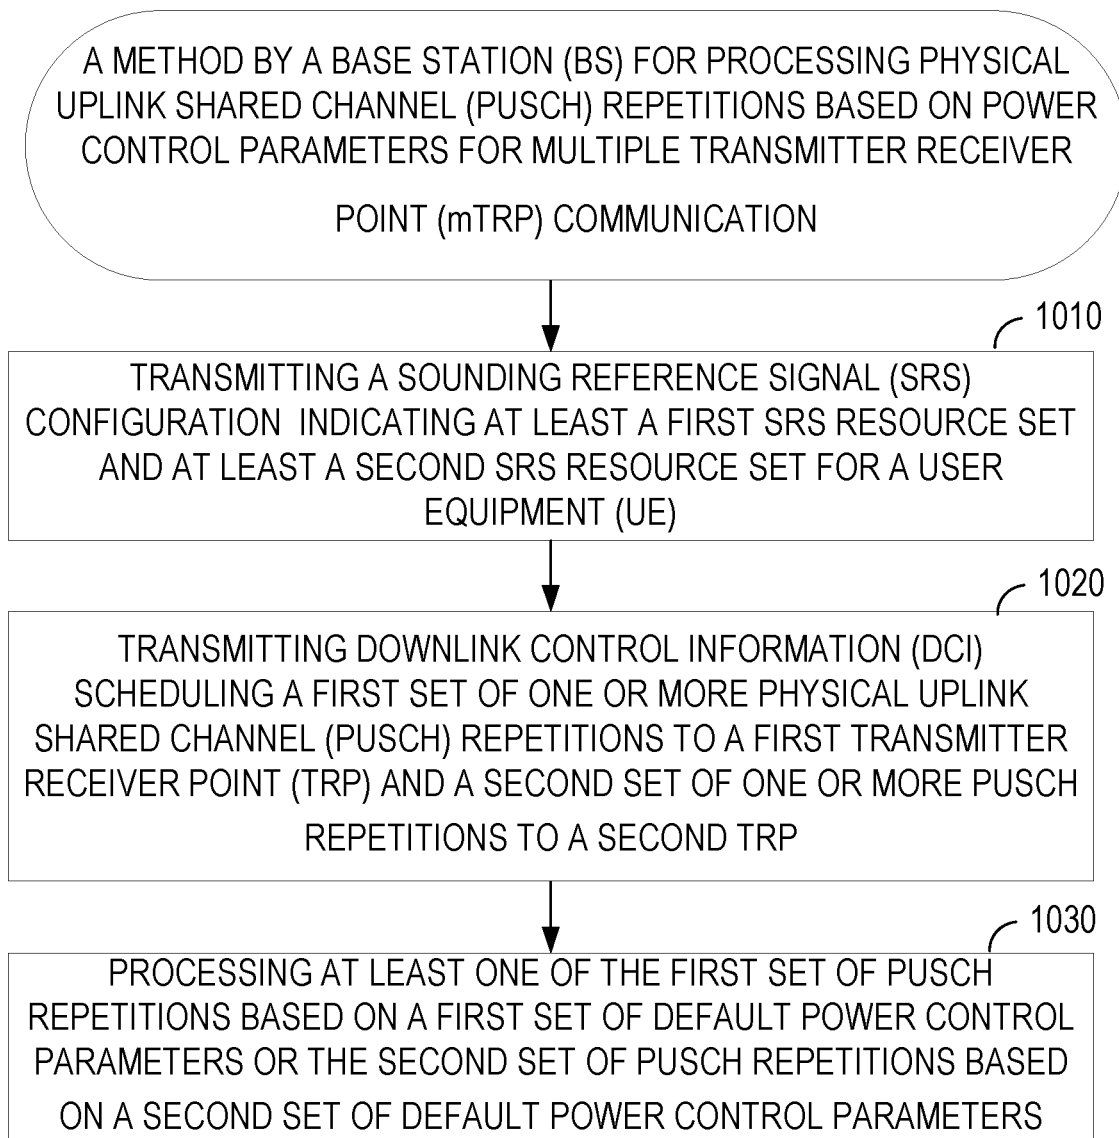 A METHOD BY A BASE STATION (BS) FOR PROCESSING PHYSICAL
UPLINK SHARED CHANNEL (PUSCH) REPETITIONS BASED ON POWER
CONTROL PARAMETERS FOR MULTIPLE TRANSMITTER RECEIVER
POINT (mTRP) COMMUNICATION
1010
TRANSMITTING A SOUNDING REFERENCE SIGNAL (SRS)
CONFIGURATION INDICATING AT LEAST A FIRST SRS RESOURCE SET
AND AT LEAST A SECOND SRS RESOURCE SET FOR A USER
EQUIPMENT (UE)
1020
TRANSMITTING DOWNLINK CONTROL INFORMATION (DCI)
SCHEDULING A FIRST SET OF ONE OR MORE PHYSICAL UPLINK
SHARED CHANNEL (PUSCH) REPETITIONS TO A FIRST TRANSMITTER
RECEIVER POINT (TRP) AND A SECOND SET OF ONE OR MORE PUSCH
REPETITIONS TO A SECOND TRP
1030
PROCESSING AT LEAST ONE OF THE FIRST SET OF PUSCH
REPETITIONS BASED ON A FIRST SET OF DEFAULT POWER CONTROL
PARAMETERS OR THE SECOND SET OF PUSCH REPETITIONS BASED
ON A SECOND SET OF DEFAULT POWER CONTROL PARAMETERS